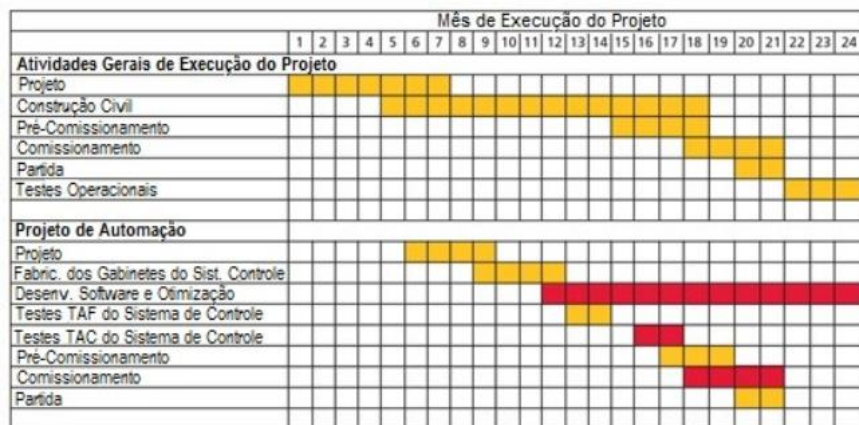 Mês de Execução do Projeto
1 2 3 4 5 6 7 8 9 10 11 12 13 14 15 16 17 18 19 20 21 22 23 24
Atividades Gerais de Execução do Projeto
Projeto
Construção Civil
Pré-Comissionamento
Comissionamento
Partida
Testes Operacionais
Projeto de Automação
Projeto
Fabric. dos Gabinetes do Sist. Controle
Desenv. Software e Otimização
Testes TAF do Sistema de Controle
Testes TAC do Sistema de Controle
Pré-Comissionamento
Comissionamento
Partida